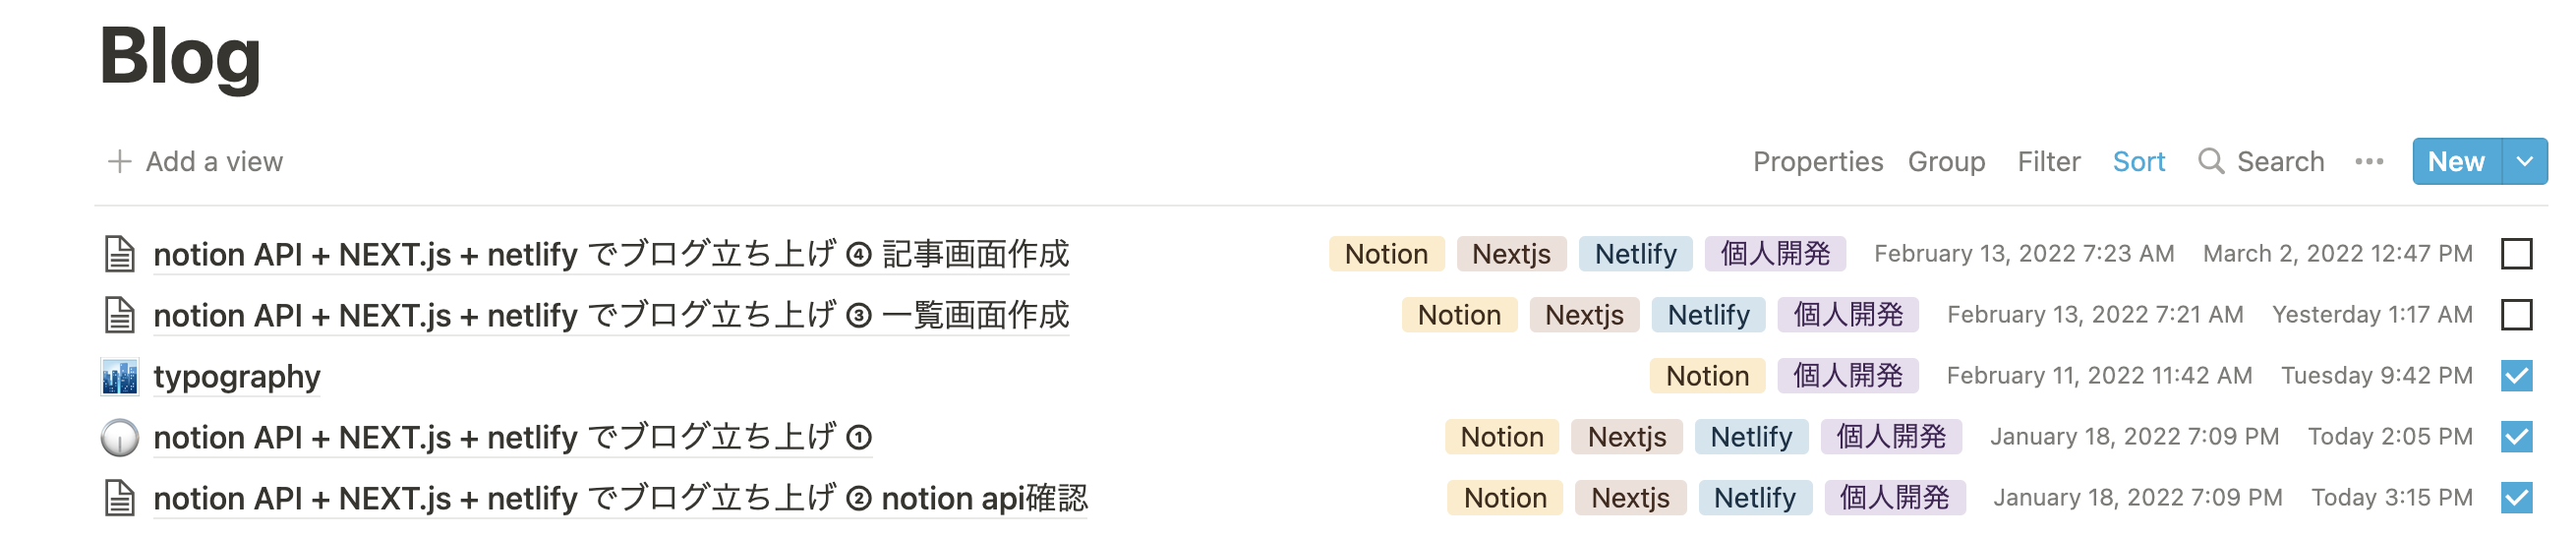 Blog
Add a view Properties Group Filter Sort Search New
notion API + NEXT.js + netlify でブログ立ち上げ ④ 記事画面作成 Notion Nextjs Netlify 個人開発 February 13, 2022 7:23 AM March 2, 2022 12:47 PM
notion API + NEXT.js + netlify でブログ立ち上げ ③ 一覧画面作成 Notion Nextjs Netlify 個人開発 February 13, 2022 7:21 AM Yesterday 1:17 AM
typography Notion 個人開発 February 11, 2022 11:42 AM Tuesday 9:42 PM
notion API + NEXT.js + netlify でブログ立ち上げ ① Notion Nextjs Netlify 個人開発 January 18, 2022 7:09 PM Today 2:05 PM
notion API + NEXT.js + netlify でブログ立ち上げ ② notion api確認 Notion Nextjs Netlify 個人開発 January 18, 2022 7:09 PM Today 3:15 PM